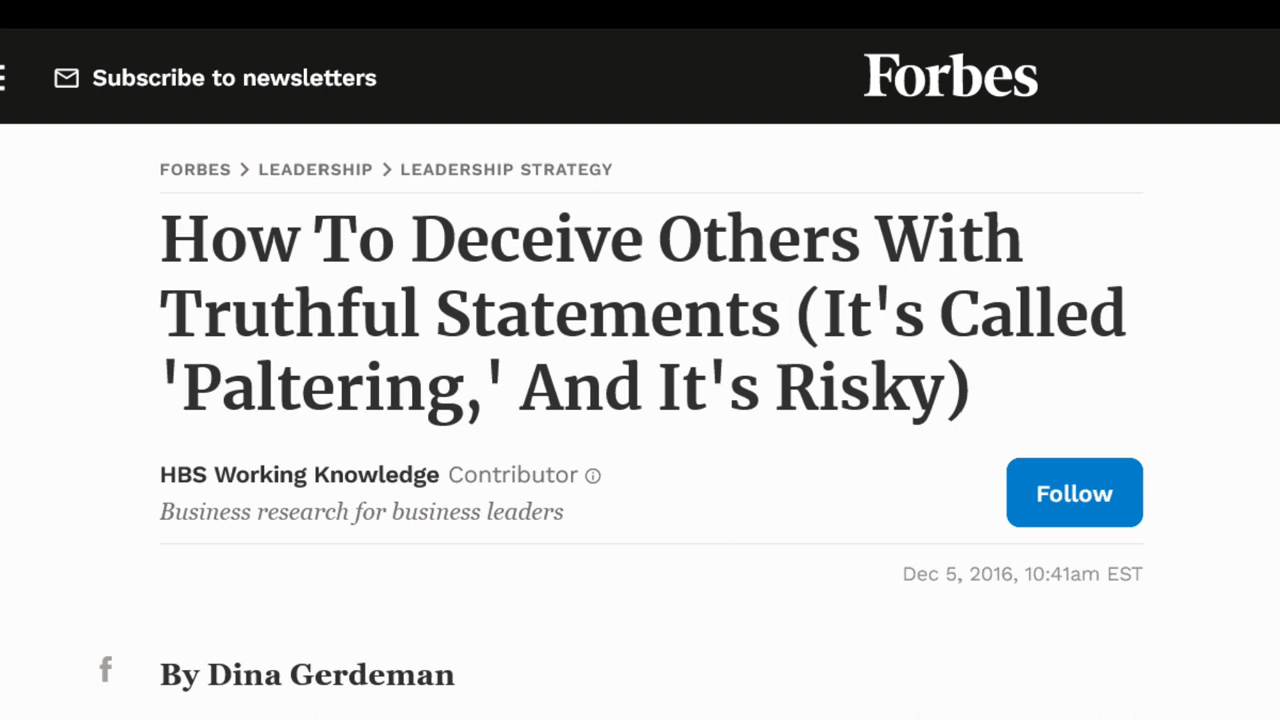 Subscribe to newsletters
Forbes
FORBES > LEADERSHIP > LEADERSHIP STRATEGY
How To Deceive Others With
Truthful Statements (It's Called
'Paltering,' And It's Risky)
HBS Working Knowledge Contributor
Business research for business leaders
Follow
Dec 5, 2016, 10:41am EST
By Dina Gerdeman